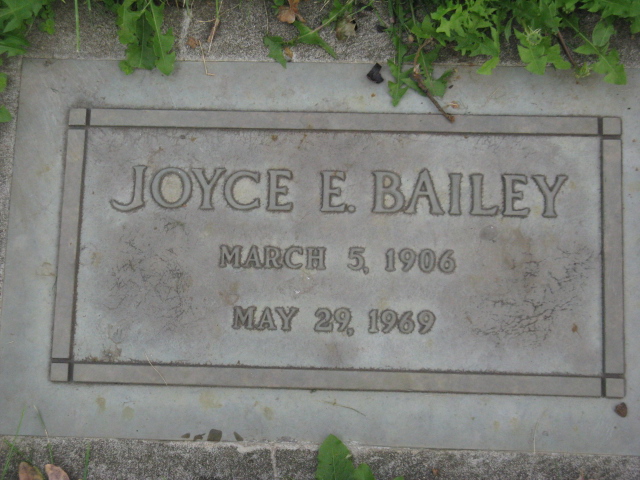 JOYCE E. BAILEY
MARCH 5, 1906
MAY 29, 1969